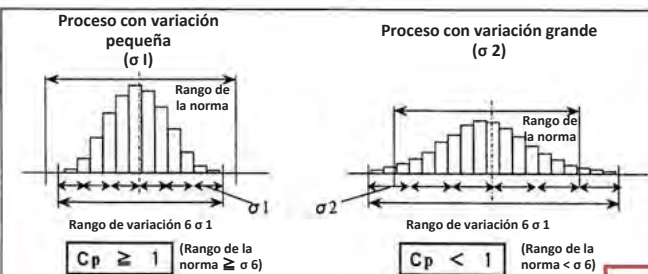 Proceso con variación
pequeña
(σ I)
Rango de
la norma
σ1
Rango de variación 6 σ 1
Cp ≧ 1
(Rango de la
norma ≧ σ 6)
Proceso con variación grande
(σ 2)
Rango de
la norma
σ2
Rango de variación 6 σ 1
Cp < 1
(Rango de la
norma < σ 6)